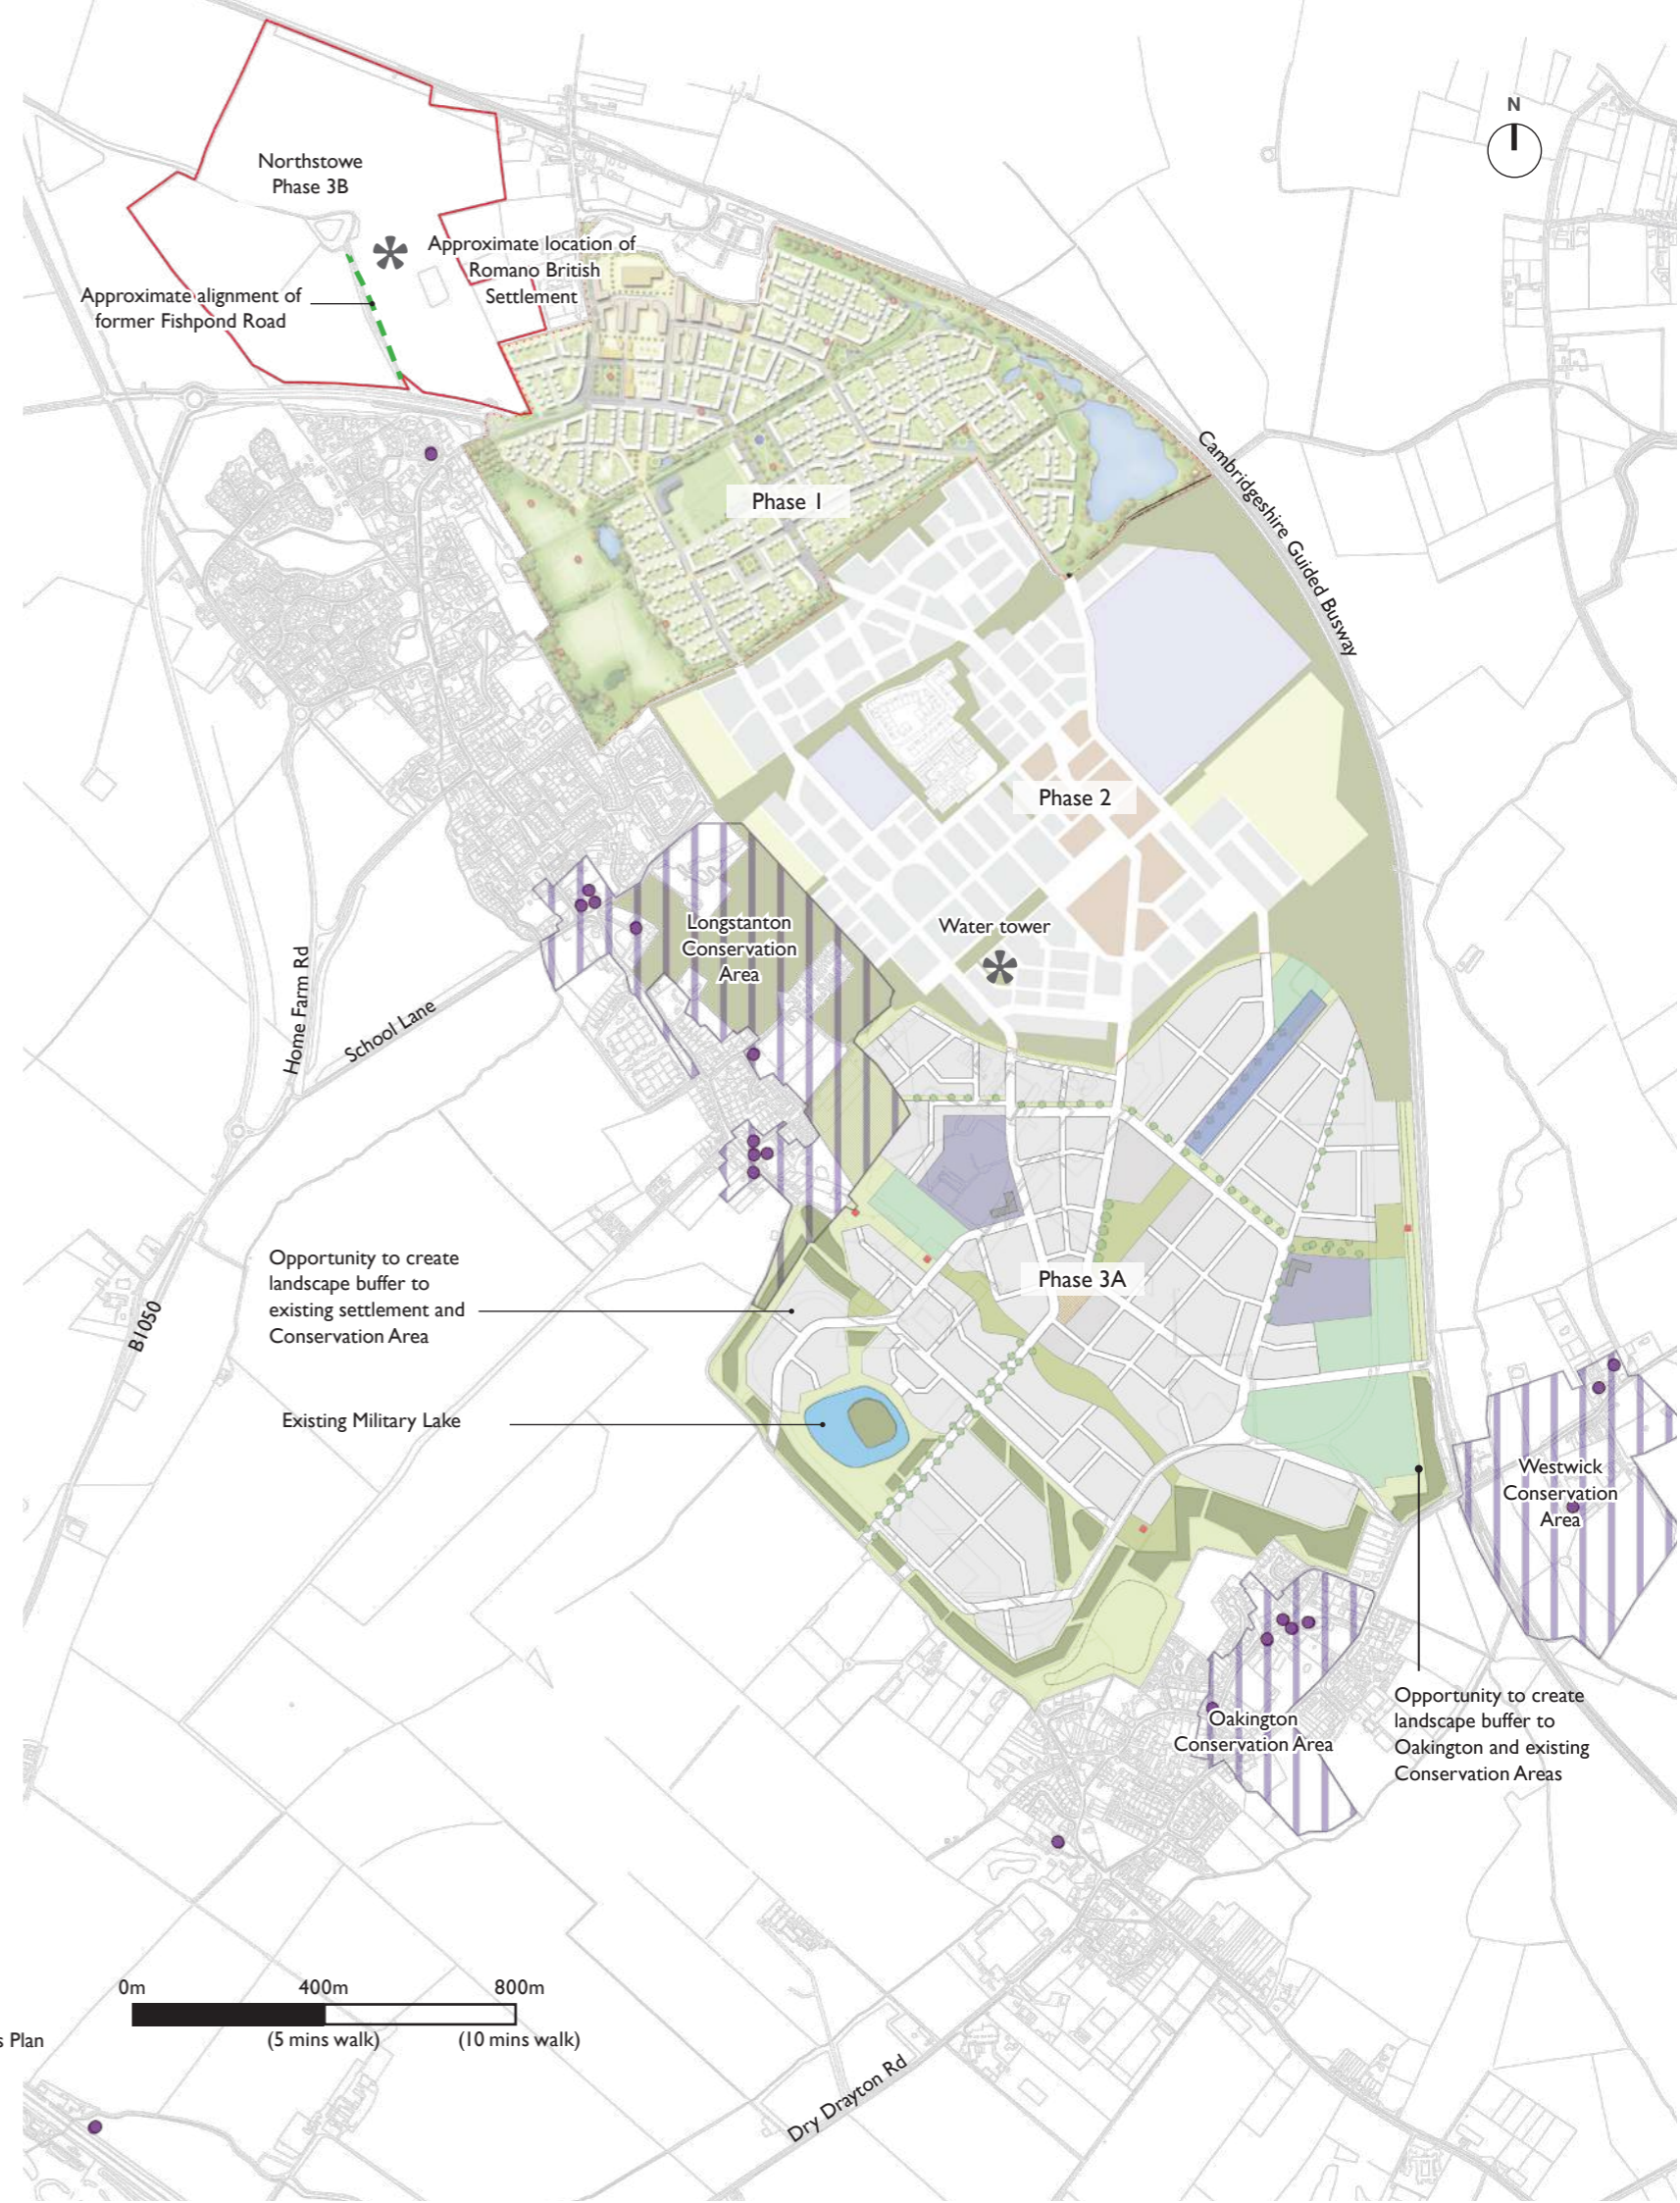 N
Northstowe
Phase 3B
Approximate location of
Romano British
Settlement
Approximate alignment of
former Fishpond Road
Cambridgeshire Guided Busway
Phase 1
Phase 2
Water tower
Longstanton
Conservation
Area
Home Farm Rd
School Lane
Phase 3A
Opportunity to create
landscape buffer to
existing settlement and
Conservation Area
B1050
Existing Military Lake
Westwick
Conservation
Area
Oakington
Conservation Area
Opportunity to create
landscape buffer to
Oakington and existing
Conservation Areas
0m 400m 800m
(5 mins walk) (10 mins walk)
s Plan
Dry Drayton Rd